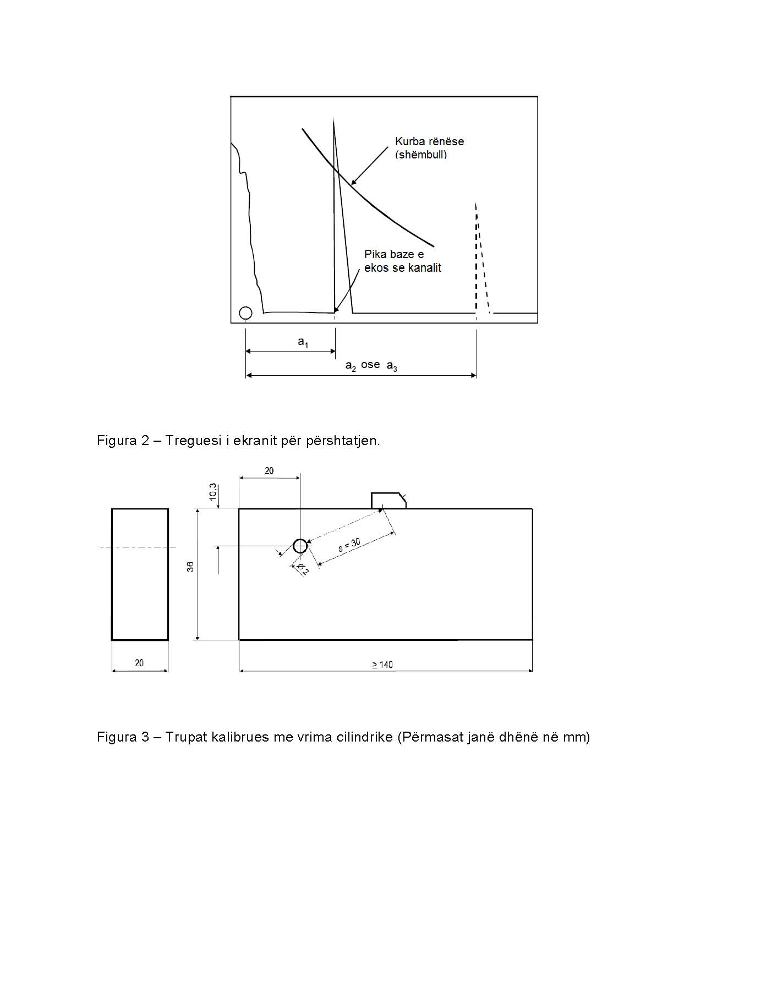 Kurba rënëse
(shëmbull)
Pika baze e
ekos se kanalit
a₁
a₂ ose a₃
Figura 2 – Treguesi i ekranit për përshtatjen.
20
10,3
s = 30
36
ϕ 2
20
≥ 140
Figura 3 – Trupat kalibrues me vrima cilindrike (Përmasat janë dhënë në mm)